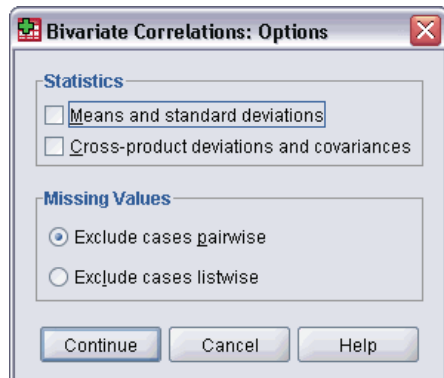 Bivariate Correlations: Options
Statistics
Means and standard deviations
Cross-product deviations and covariances
Missing Values
Exclude cases pairwise
Exclude cases listwise
Continue Cancel Help